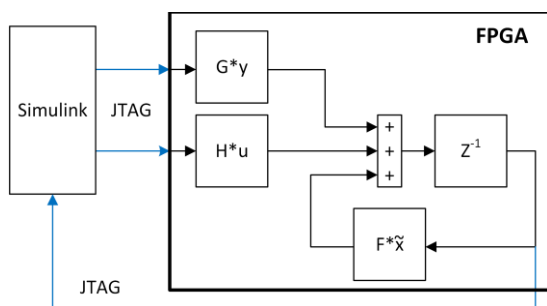 FPGA
G*y
Simulink
JTAG
H*u
+
+
+
Z⁻¹
F*x̃
JTAG